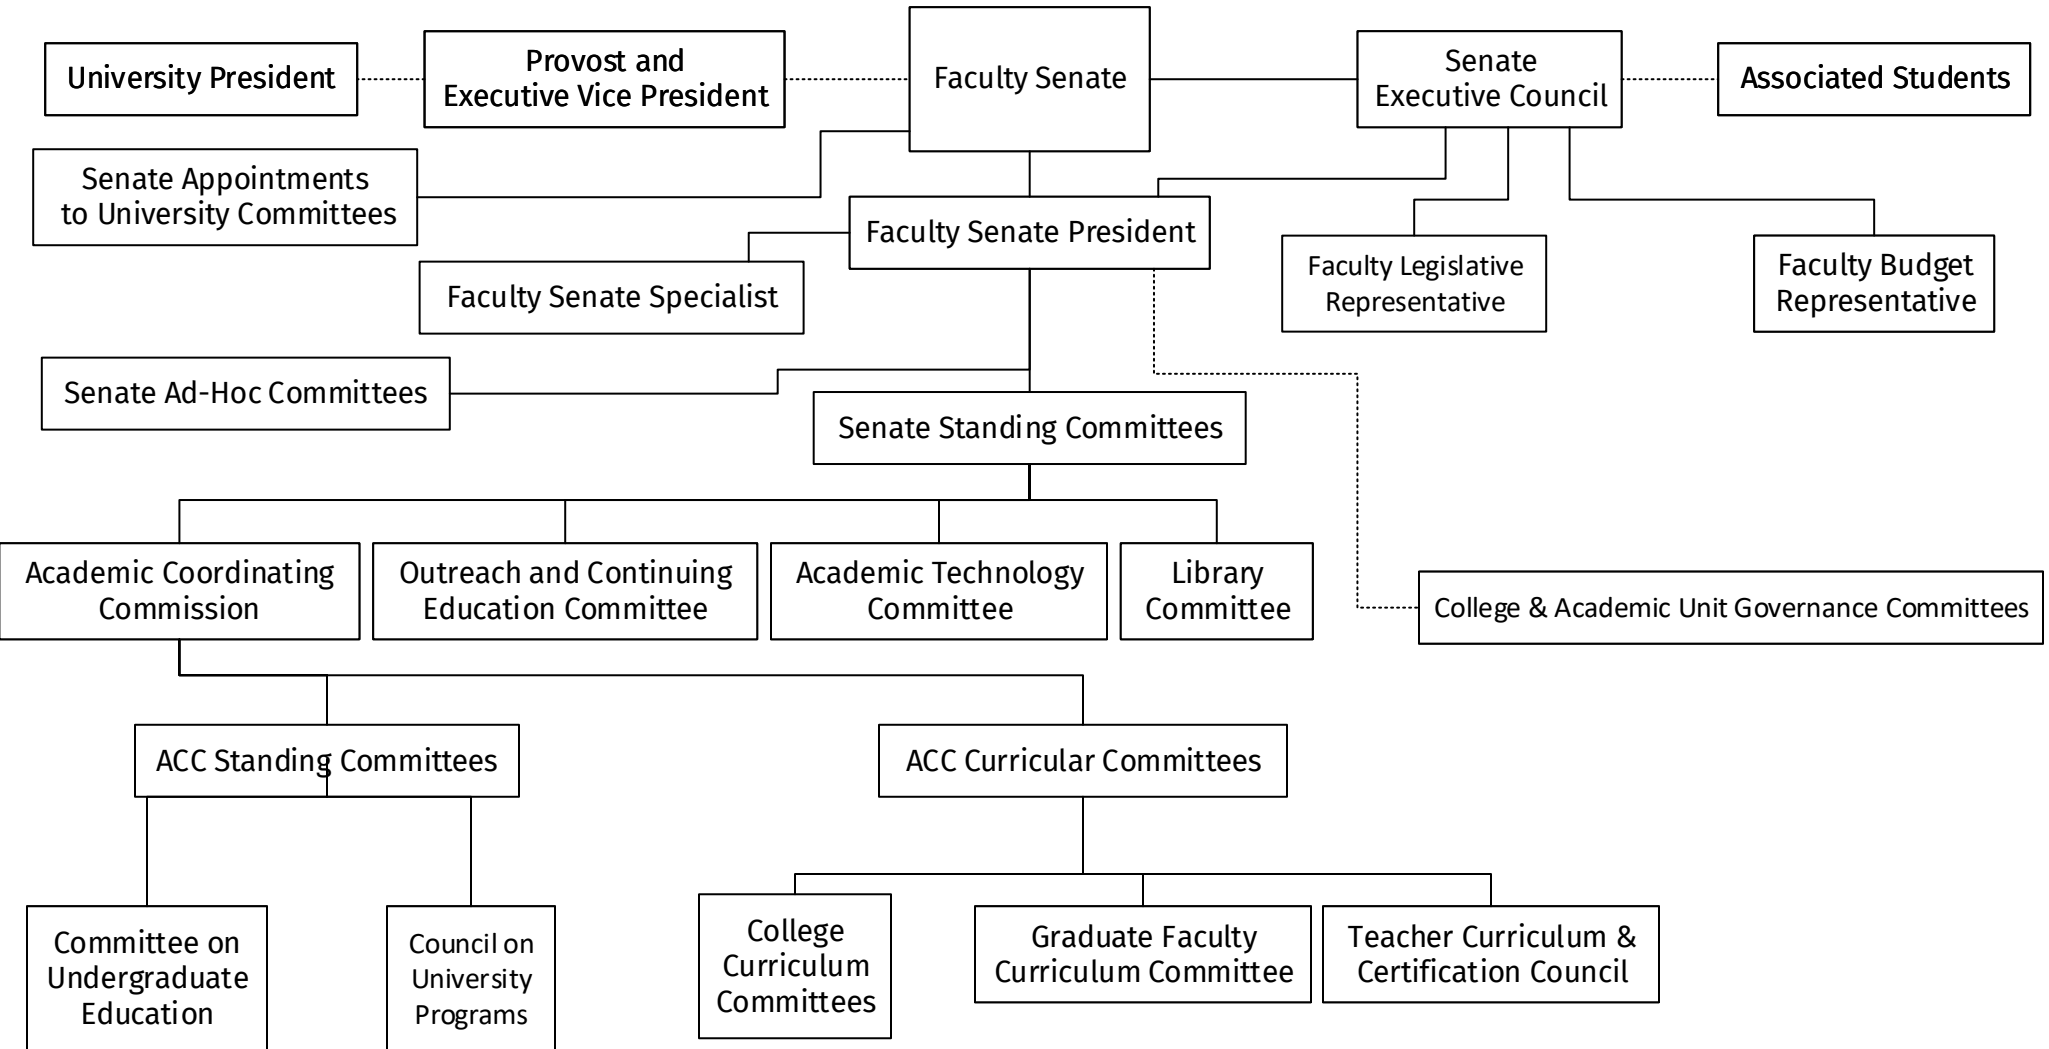 University President
Provost and
Executive Vice President
Faculty Senate
Senate
Executive Council
Associated Students
Senate Appointments
to University Committees
Faculty Senate President
Faculty Legislative
Representative
Faculty Budget
Representative
Faculty Senate Specialist
Senate Ad-Hoc Committees
Senate Standing Committees
Academic Coordinating
Commission
Outreach and Continuing
Education Committee
Academic Technology
Committee
Library
Committee
College & Academic Unit Governance Committees
ACC Standing Committees
ACC Curricular Committees
Committee on
Undergraduate
Education
Council on
University
Programs
College
Curriculum
Committees
Graduate Faculty
Curriculum Committee
Teacher Curriculum &
Certification Council